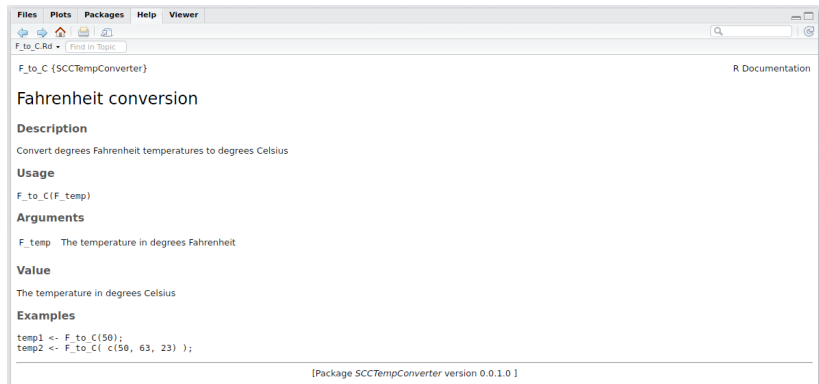 Files Plots Packages Help Viewer
F_to_C.Rd Find in Topic
F_to_C {SCCTempConverter} R Documentation
Fahrenheit conversion
Description
Convert degrees Fahrenheit temperatures to degrees Celsius
Usage
F_to_C(F_temp)
Arguments
F_temp The temperature in degrees Fahrenheit
Value
The temperature in degrees Celsius
Examples
temp1 <- F_to_C(50);
temp2 <- F_to_C( c(50, 63, 23) );
[Package SCCTempConverter version 0.0.1.0 ]